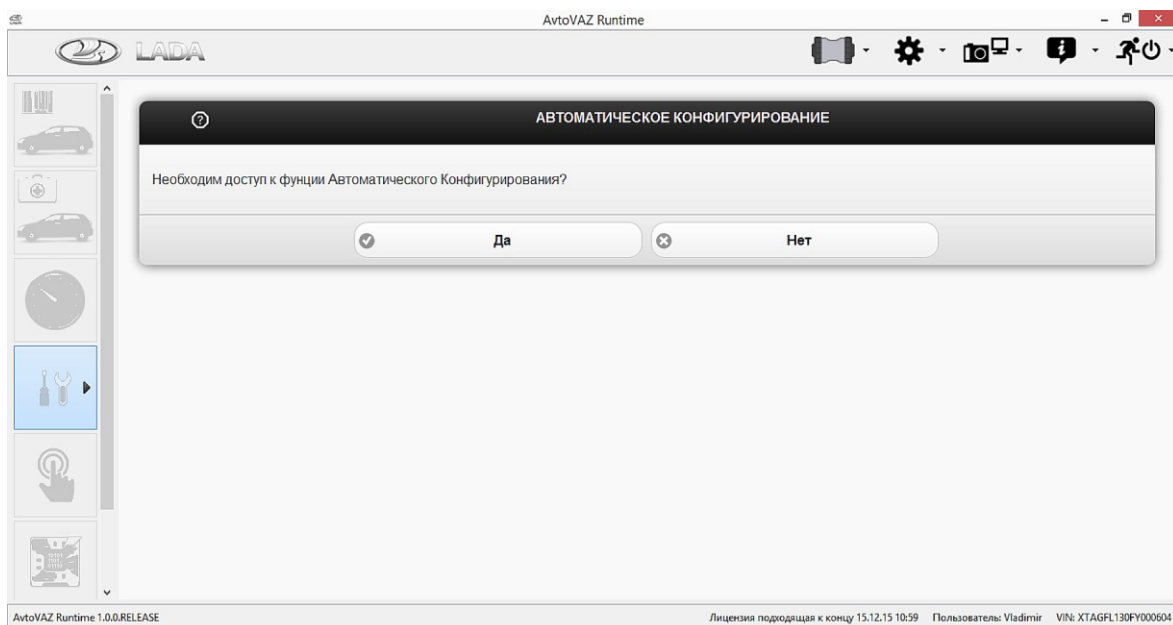 AvtoVAZ Runtime
LADA
АВТОМАТИЧЕСКОЕ КОНФИГУРИРОВАНИЕ
Необходим доступ к фунции Автоматического Конфигурирования?
Да
Нет
AvtoVAZ Runtime 1.0.0.RELEASE
Лицензия подходящая к концу 15.12.15 10:59 Пользователь: Vladimir VIN: XTAGFL130FY000604